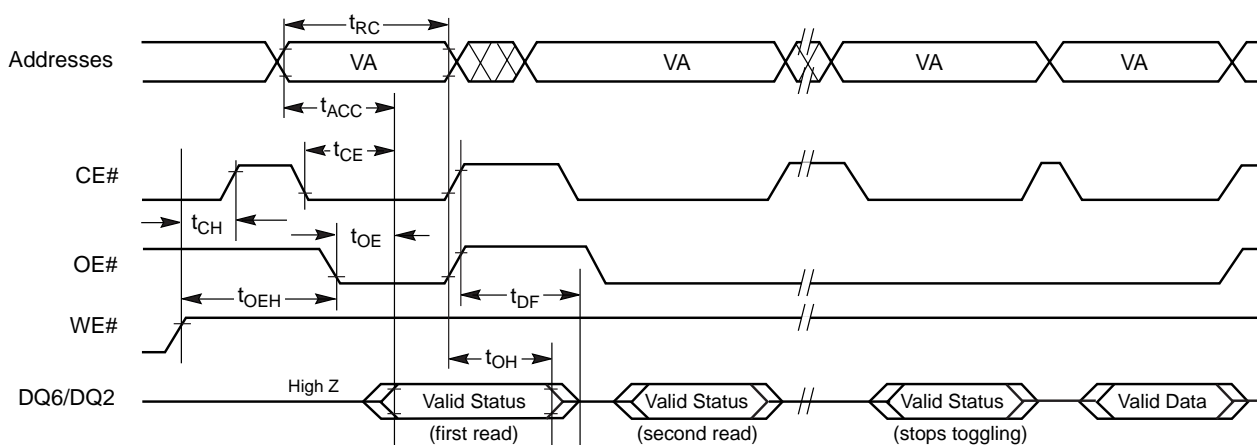 tRC
Addresses VA VA VA VA
tACC
tCE
CE#
tCH
tOE
OE#
tOEH tDF
WE#
tOH
High Z
DQ6/DQ2 Valid Status Valid Status Valid Status Valid Data
(first read) (second read) (stops toggling)